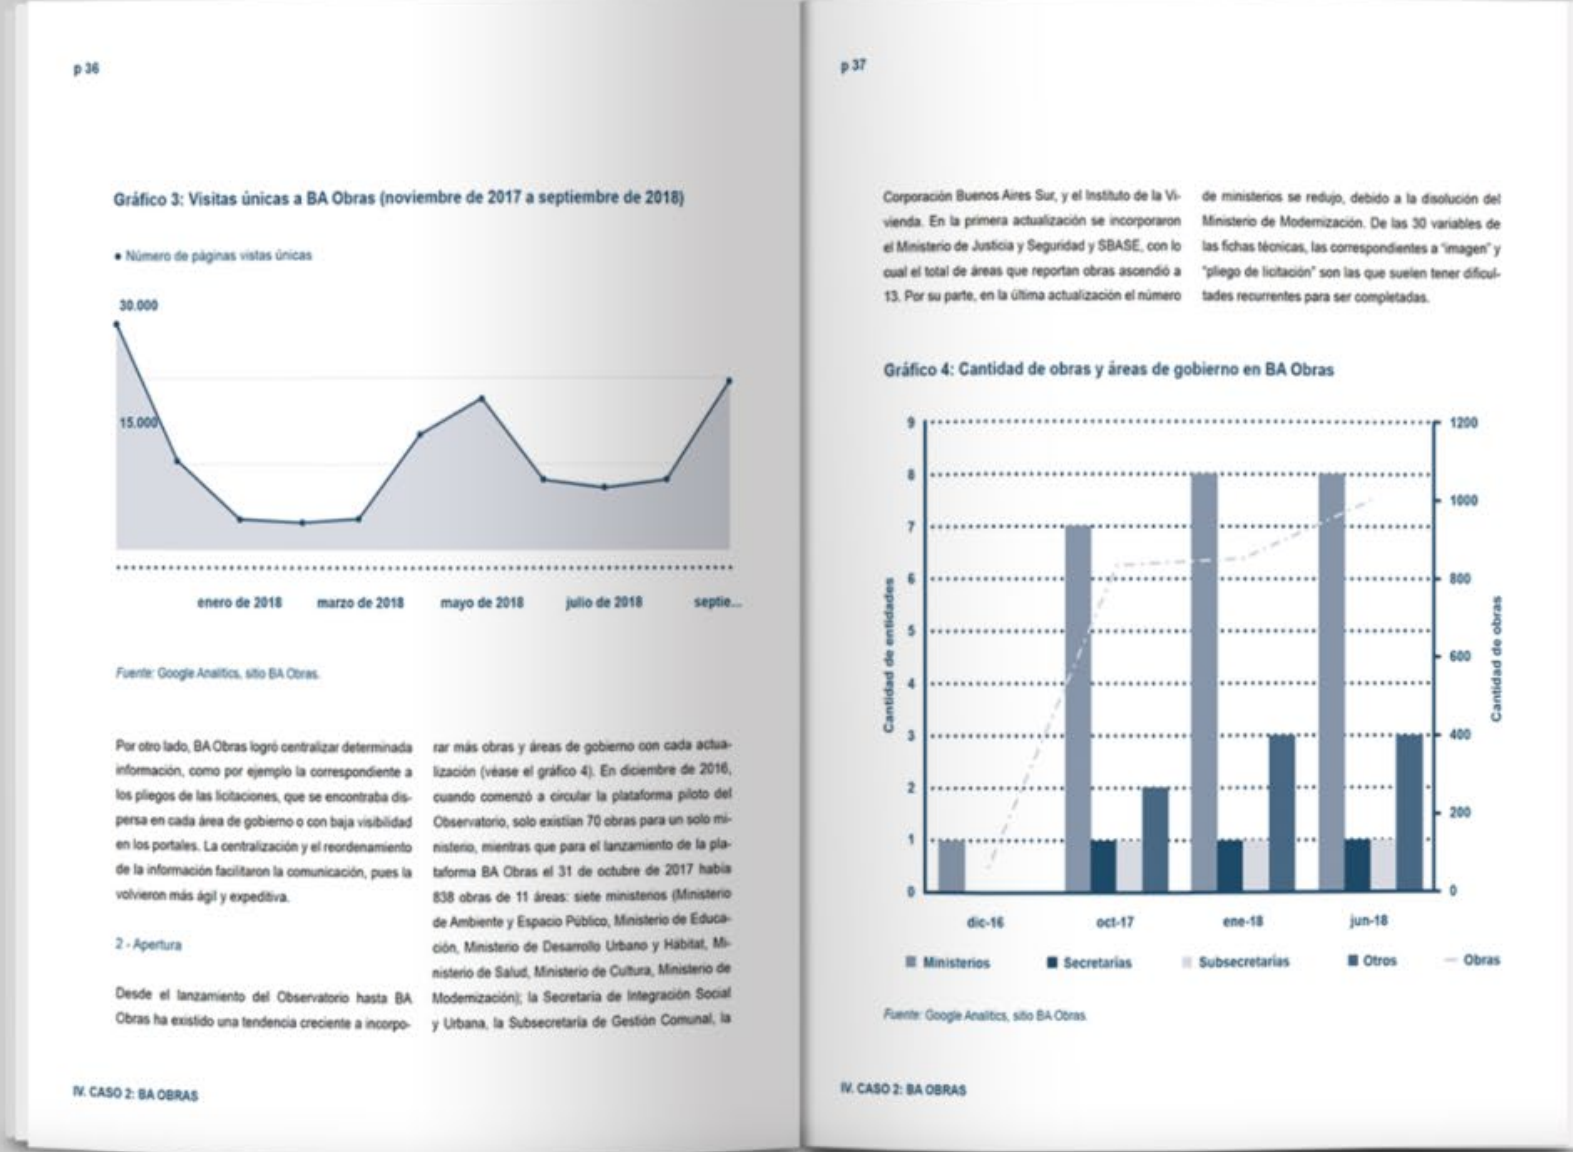 p 36
Gráfico 3: Visitas únicas a BA Obras (noviembre de 2017 a septiembre de 2018)
• Número de páginas vistas únicas
30.000
15.000
enero de 2018 marzo de 2018 mayo de 2018 julio de 2018 septie...
Fuente: Google Analitics, sitio BA Obras.
Por otro lado, BA Obras logró centralizar determinada
información, como por ejemplo la correspondiente a
los pliegos de las licitaciones, que se encontraba dis-
persa en cada área de gobierno o con baja visibilidad
en los portales. La centralización y el reordenamiento
de la información facilitaron la comunicación, pues la
volvieron más ágil y expeditiva.
2 - Apertura
Desde el lanzamiento del Observatorio hasta BA
Obras ha existido una tendencia creciente a incorpo-
rar más obras y áreas de gobierno con cada actua-
lización (véase el gráfico 4). En diciembre de 2016,
cuando comenzó a circular la plataforma piloto del
Observatorio, solo existían 70 obras para un solo mi-
nisterio, mientras que para el lanzamiento de la pla-
taforma BA Obras el 31 de octubre de 2017 había
838 obras de 11 áreas: siete ministerios (Ministerio
de Ambiente y Espacio Público, Ministerio de Educa-
ción, Ministerio de Desarrollo Urbano y Hábitat, Mi-
nisterio de Salud, Ministerio de Cultura, Ministerio de
Modernización); la Secretaría de Integración Social
y Urbana, la Subsecretaría de Gestión Comunal, la
IV. CASO 2: BA OBRAS
p 37
Corporación Buenos Aires Sur, y el Instituto de la Vi-
vienda. En la primera actualización se incorporaron
el Ministerio de Justicia y Seguridad y SBASE, con lo
cual el total de áreas que reportan obras ascendió a
13. Por su parte, en la última actualización el número
de ministerios se redujo, debido a la disolución del
Ministerio de Modernización. De las 30 variables de
las fichas técnicas, las correspondientes a "imagen" y
"pliego de licitación" son las que suelen tener dificul-
tades recurrentes para ser completadas.
Gráfico 4: Cantidad de obras y áreas de gobierno en BA Obras
Cantidad de entidades
9
8
7
6
5
4
3
2
1
0
1200
1000
800
600
400
200
0
Cantidad de obras
dic-16 oct-17 ene-18 jun-18
Ministerios Secretarías Subsecretarías Otros Obras
Fuente: Google Analitics, sitio BA Obras.
IV. CASO 2: BA OBRAS